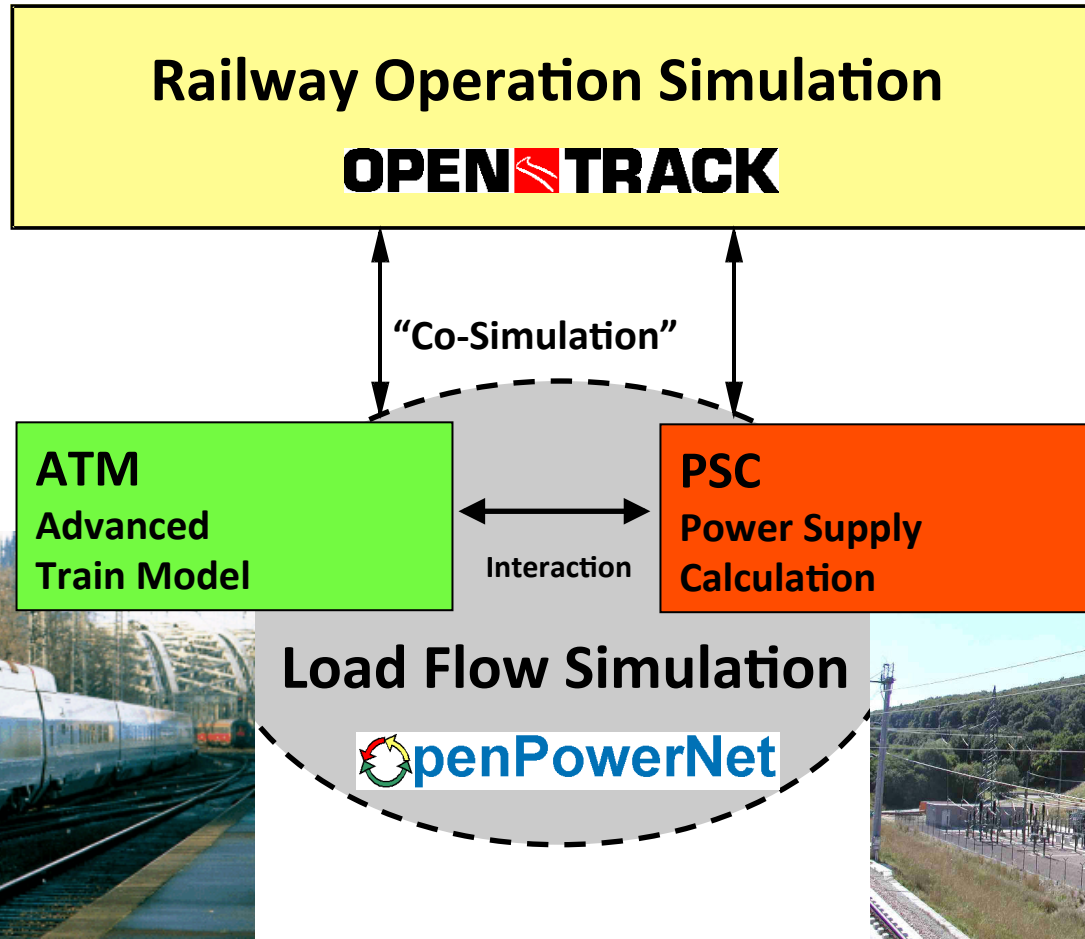 Railway Operation Simulation
OPEN TRACK
“Co-Simulation”
ATM
Advanced
Train Model
Interaction
PSC
Power Supply
Calculation
Load Flow Simulation
OpenPowerNet